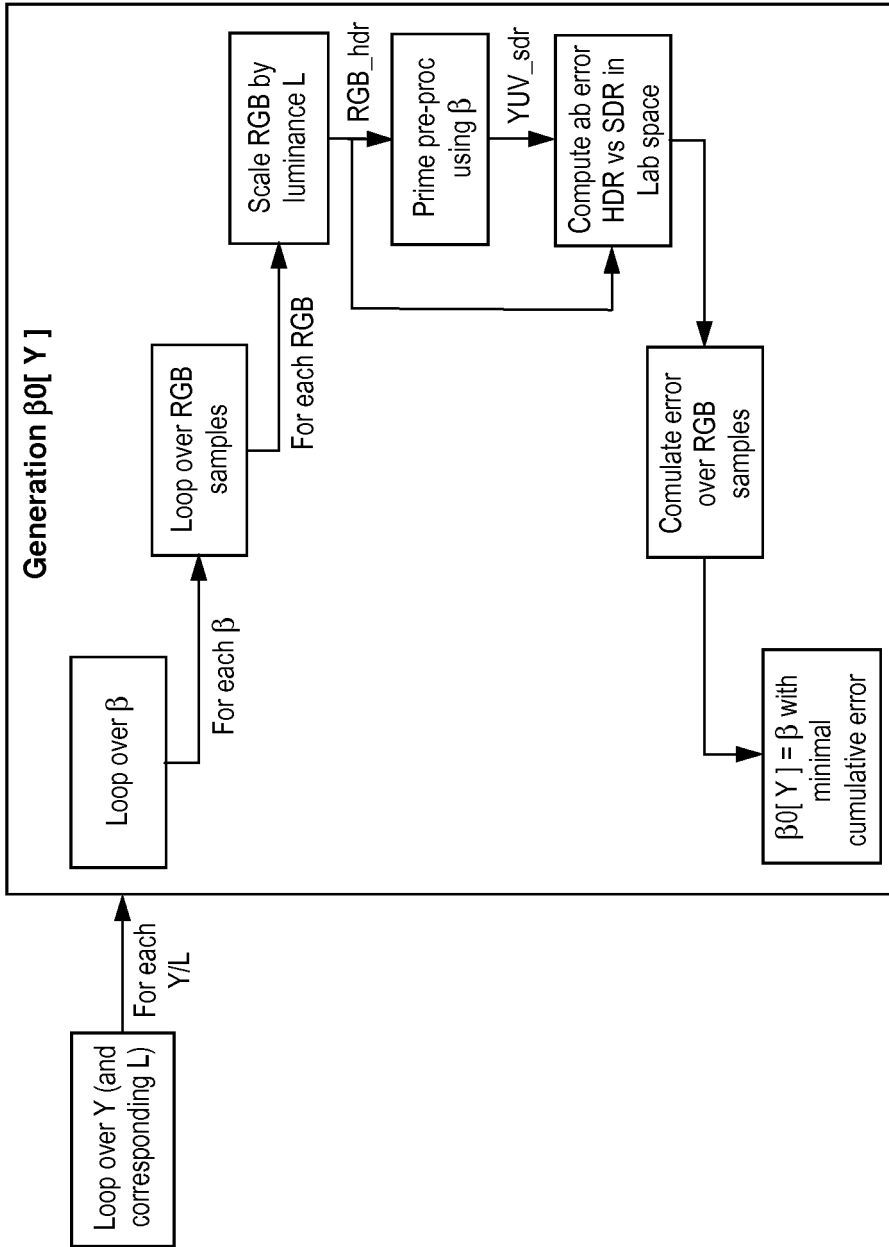 Generation β0[ Y ]
Loop over Y (and
corresponding L)
For each
Y/L
Loop over β
For each β
Loop over RGB
samples
For each RGB
Scale RGB by
luminance L
RGB_hdr
Prime pre-proc
using β
YUV_sdr
Compute ab error
HDR vs SDR in
Lab space
Comulate error
over RGB
samples
β0[ Y ] = β with
minimal
cumulative error